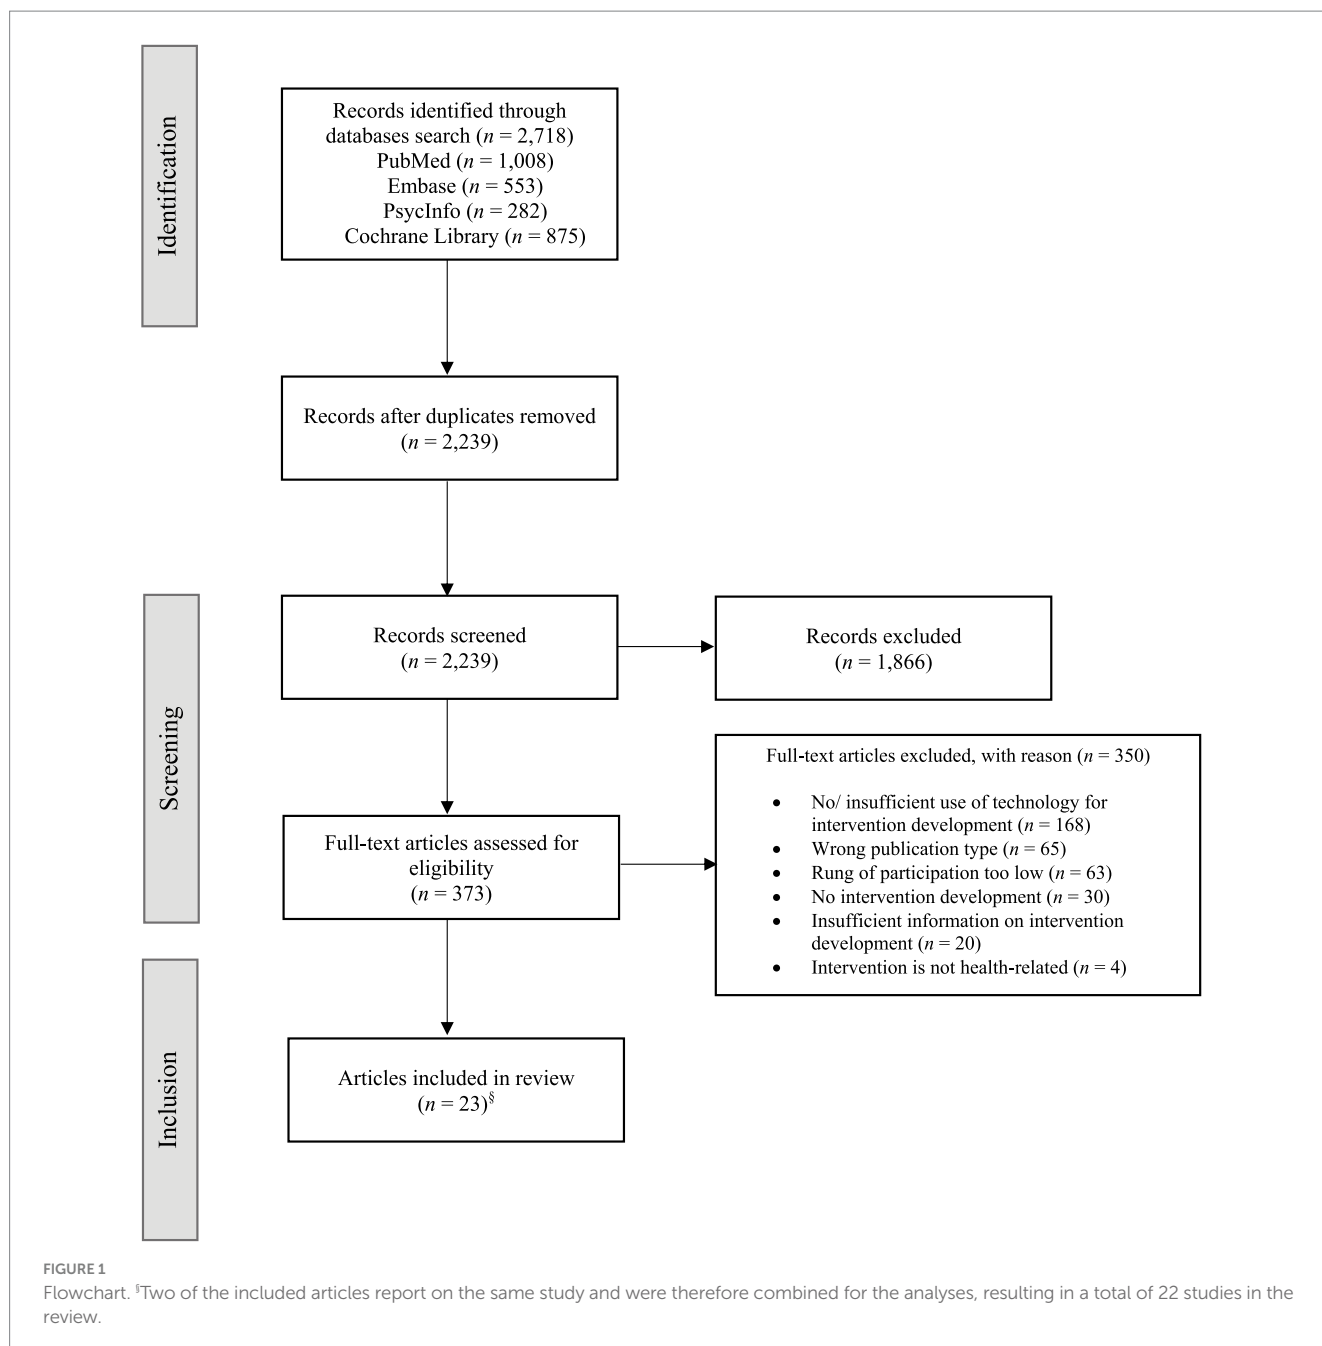 Identification
Records identified through
databases search (n = 2,718)
PubMed (n = 1,008)
Embase (n = 553)
PsycInfo (n = 282)
Cochrane Library (n = 875)
Records after duplicates removed
(n = 2,239)
Screening
Records screened
(n = 2,239)
Records excluded
(n = 1,866)
Full-text articles assessed for
eligibility
(n = 373)
Full-text articles excluded, with reason (n = 350)
• No/ insufficient use of technology for
intervention development (n = 168)
• Wrong publication type (n = 65)
• Rung of participation too low (n = 63)
• No intervention development (n = 30)
• Insufficient information on intervention
development (n = 20)
• Intervention is not health-related (n = 4)
Inclusion
Articles included in review
(n = 23)§
FIGURE 1
Flowchart. §Two of the included articles report on the same study and were therefore combined for the analyses, resulting in a total of 22 studies in the
review.